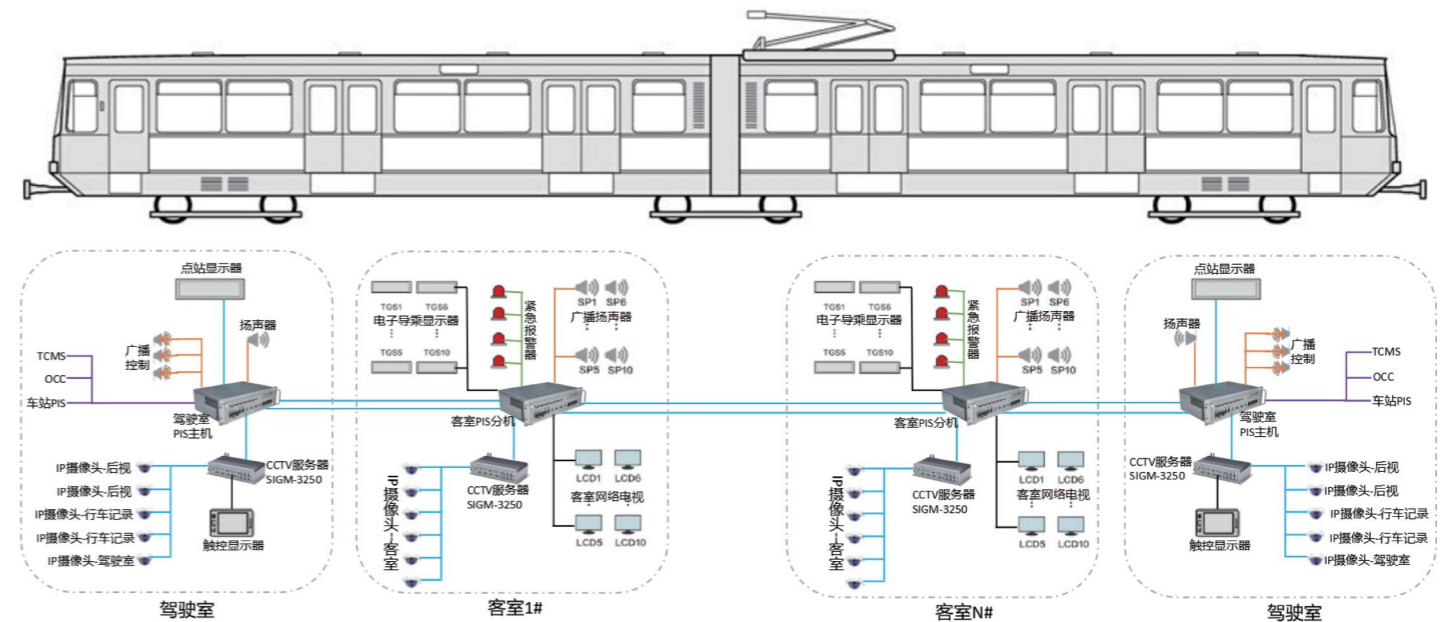 点站显示器
扬声器
广播
控制
TCMS
OCC
车站PIS
驾驶室
PIS主机
IP摄像头-后视
IP摄像头-后视
IP摄像头-行车记录
IP摄像头-行车记录
IP摄像头-驾驶室
CCTV服务器
SIGM-3250
触控显示器
驾驶室
TGS1 TGS6
电子导乘显示器
TGS5 TGS10
紧急报警器
SP1 SP6
广播扬声器
SP5 SP10
客室PIS分机
IP摄像头--客室
CCTV服务器
SIGM-3250
LCD1 LCD6
客室网络电视
LCD5 LCD10
客室1#
TGS1 TGS6
电子导乘显示器
TGS5 TGS10
紧急报警器
SP1 SP6
广播扬声器
SP5 SP10
客室PIS分机
IP摄像头--客室
CCTV服务器
SIGM-3250
LCD1 LCD6
客室网络电视
LCD5 LCD10
客室N#
点站显示器
扬声器
广播
控制
TCMS
OCC
车站PIS
驾驶室
PIS主机
CCTV服务器
SIGM-3250
触控显示器
IP摄像头-后视
IP摄像头-后视
IP摄像头-行车记录
IP摄像头-行车记录
IP摄像头-驾驶室
驾驶室